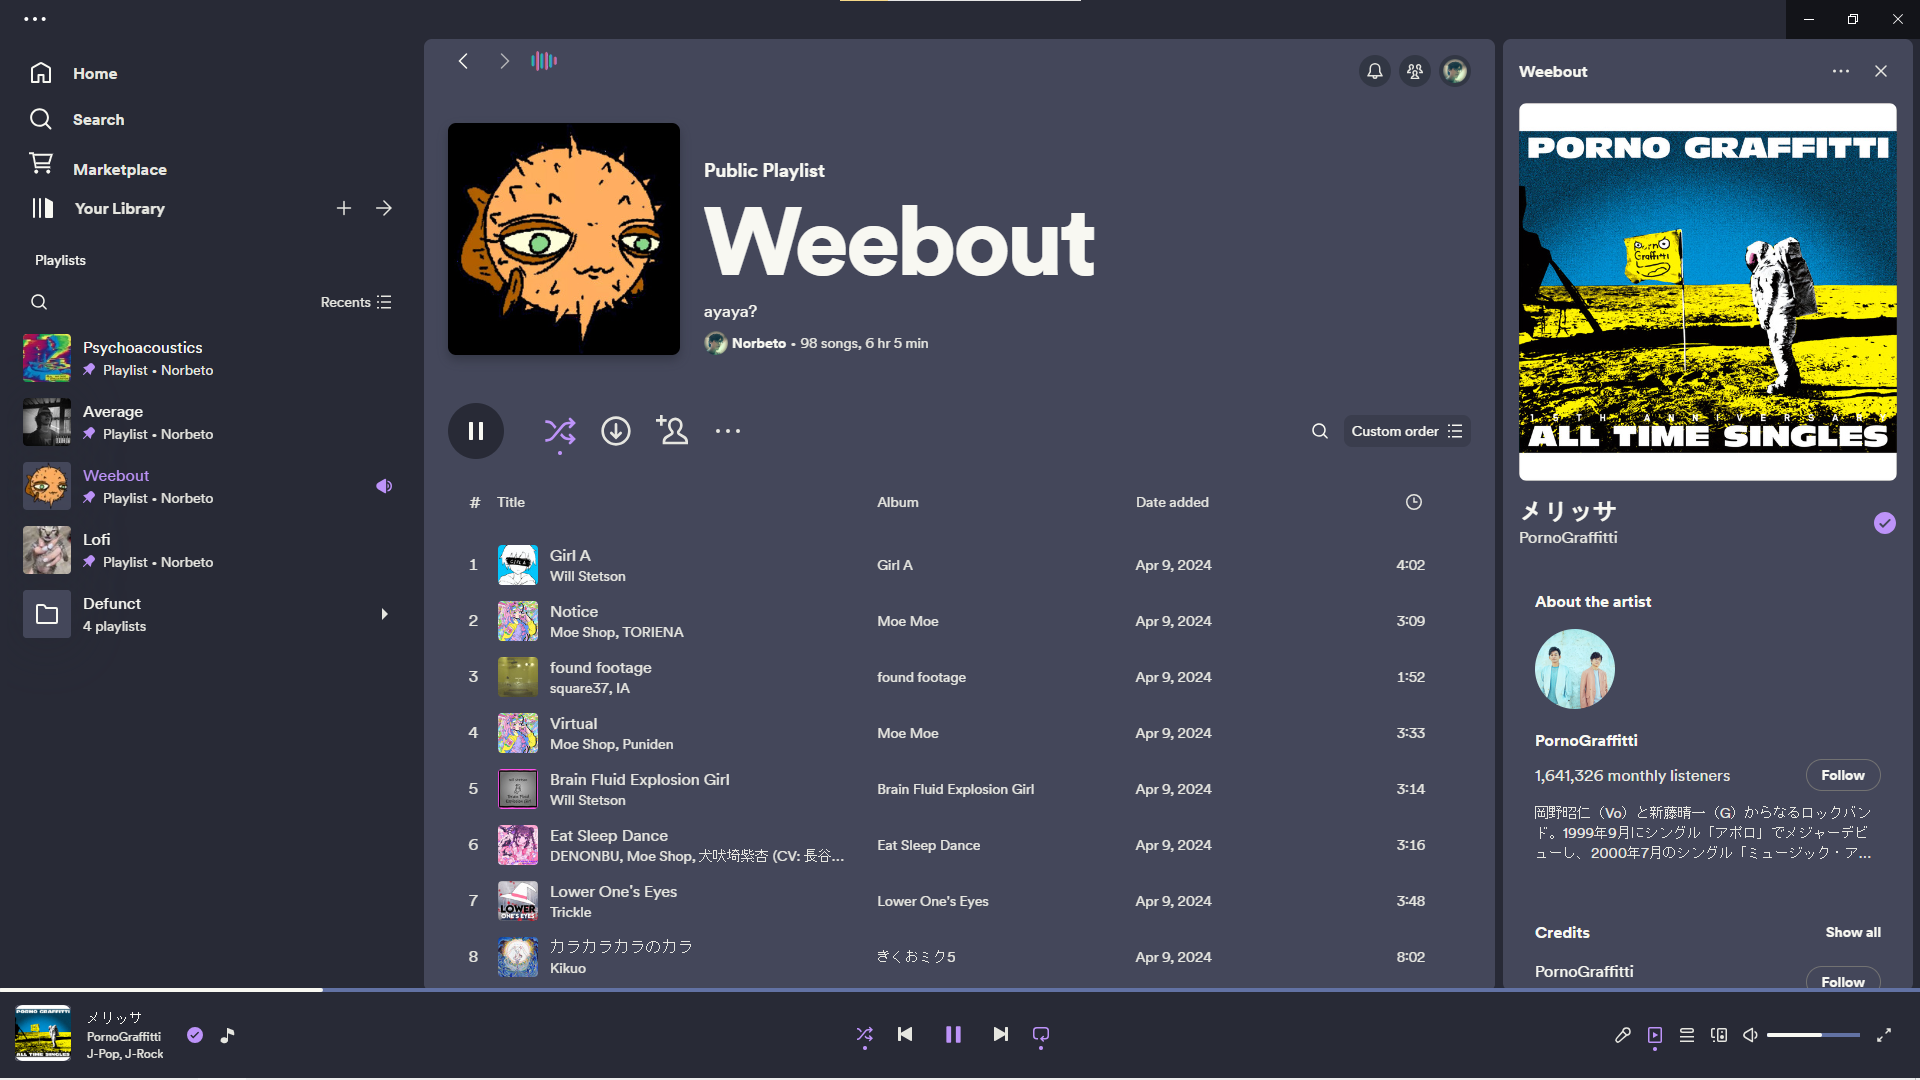 Home
Search
Marketplace
Your Library
Playlists
Recents
Psychoacoustics
Playlist • Norbeto
Average
Playlist • Norbeto
Weebout
Playlist • Norbeto
Lofi
Playlist • Norbeto
Defunct
4 playlists
Public Playlist
Weebout
ayaya?
Norbeto • 98 songs, 6 hr 5 min
Custom order
# Title Album Date added
1 Girl A Girl A Apr 9, 2024 4:02
Will Stetson
2 Notice Moe Moe Apr 9, 2024 3:09
Moe Shop, TORIENA
3 found footage found footage Apr 9, 2024 1:52
square37, IA
4 Virtual Moe Moe Apr 9, 2024 3:33
Moe Shop, Puniden
5 Brain Fluid Explosion Girl Brain Fluid Explosion Girl Apr 9, 2024 3:14
Will Stetson
6 Eat Sleep Dance Eat Sleep Dance Apr 9, 2024 3:16
DENONBU, Moe Shop, 犬吠埼紫杏 (CV: 長谷...
7 Lower One's Eyes Lower One's Eyes Apr 9, 2024 3:48
Trickle
8 カラカラカラのカラ きくおミク5 Apr 9, 2024 8:02
Kikuo
Weebout
PORNO GRAFFITTI
Porno
Graffitti
15TH ANNIVERSARY
ALL TIME SINGLES
メリッサ
PornoGraffitti
About the artist
PornoGraffitti
1,641,326 monthly listeners
Follow
岡野昭仁（Vo）と新藤晴一（G）からなるロックバン
ド。1999年9月にシングル「アポロ」でメジャーデビ
ューし、2000年7月のシングル「ミュージック・ア...
Credits
Show all
PornoGraffitti
Follow
メリッサ
PornoGraffitti
J-Pop, J-Rock